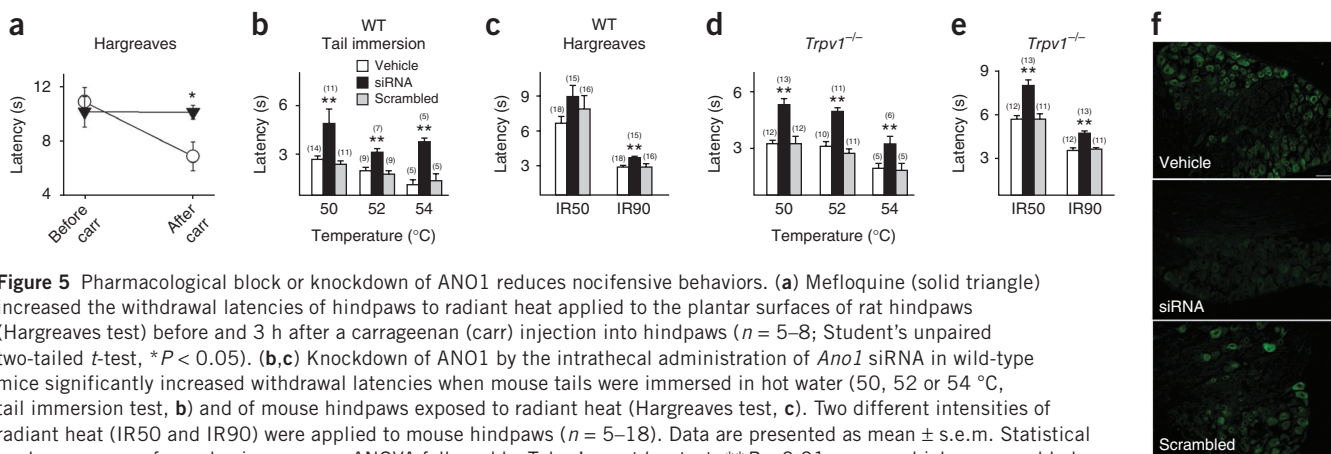 a
Hargreaves
Latency (s)
12
8
4
*
Before carr
After carr
b
WT
Tail immersion
Vehicle
siRNA
Scrambled
Latency (s)
6
3
(14) (11) ** (11)
(9) (7) ** (9)
(5) (5) ** (5)
50 52 54
Temperature (°C)
c
WT
Hargreaves
Latency (s)
9
6
3
(18) (15) (16)
(18) (15) ** (16)
IR50 IR90
d
Trpv1–/–
Latency (s)
6
3
(12) (13) ** (12)
(10) (11) ** (11)
(5) (6) ** (5)
50 52 54
Temperature (°C)
e
Trpv1–/–
Latency (s)
9
6
3
(12) (13) ** (11)
(12) (13) ** (11)
IR50 IR90
f
Vehicle
siRNA
Scrambled
Figure 5 Pharmacological block or knockdown of ANO1 reduces nocifensive behaviors. (a) Mefloquine (solid triangle)
increased the withdrawal latencies of hindpaws to radiant heat applied to the plantar surfaces of rat hindpaws
(Hargreaves test) before and 3 h after a carrageenan (carr) injection into hindpaws (n = 5–8; Student's unpaired
two-tailed t-test, *P < 0.05). (b,c) Knockdown of ANO1 by the intrathecal administration of Ano1 siRNA in wild-type
mice significantly increased withdrawal latencies when mouse tails were immersed in hot water (50, 52 or 54 °C,
tail immersion test, b) and of mouse hindpaws exposed to radiant heat (Hargreaves test, c). Two different intensities of
radiant heat (IR50 and IR90) were applied to mouse hindpaws (n = 5–18). Data are presented as mean ± s.e.m. Statistical